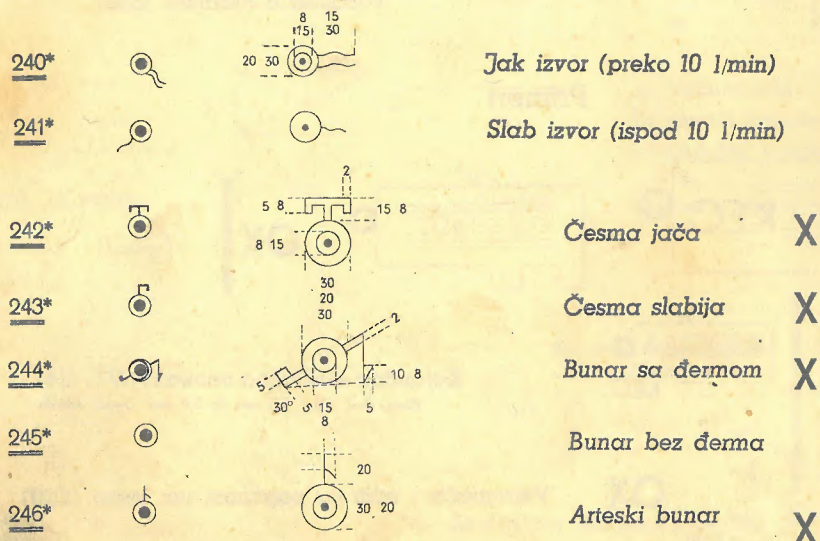 8 15
15 30
240* 20 30 Jak izvor (preko 10 l/min)
241* Slab izvor (ispod 10 l/min)
2
5 8 15 8
242* 8 15 Česma jača X
30
20
243* 30 Česma slabija X
2
244* 5 10 8 Bunar sa đermom X
30° 5 15 5
8
245* Bunar bez đerma
20
246* 30 20 Arteski bunar X